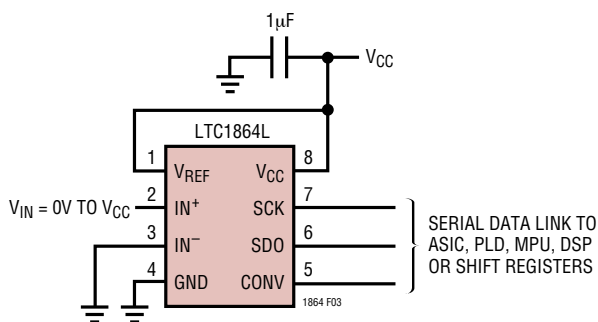 1µF
V_CC
LTC1864L
1 V_REF V_CC 8
V_IN = 0V TO V_CC 2 IN⁺ SCK 7
3 IN⁻ SDO 6
4 GND CONV 5
SERIAL DATA LINK TO
ASIC, PLD, MPU, DSP
OR SHIFT REGISTERS
1864 F03